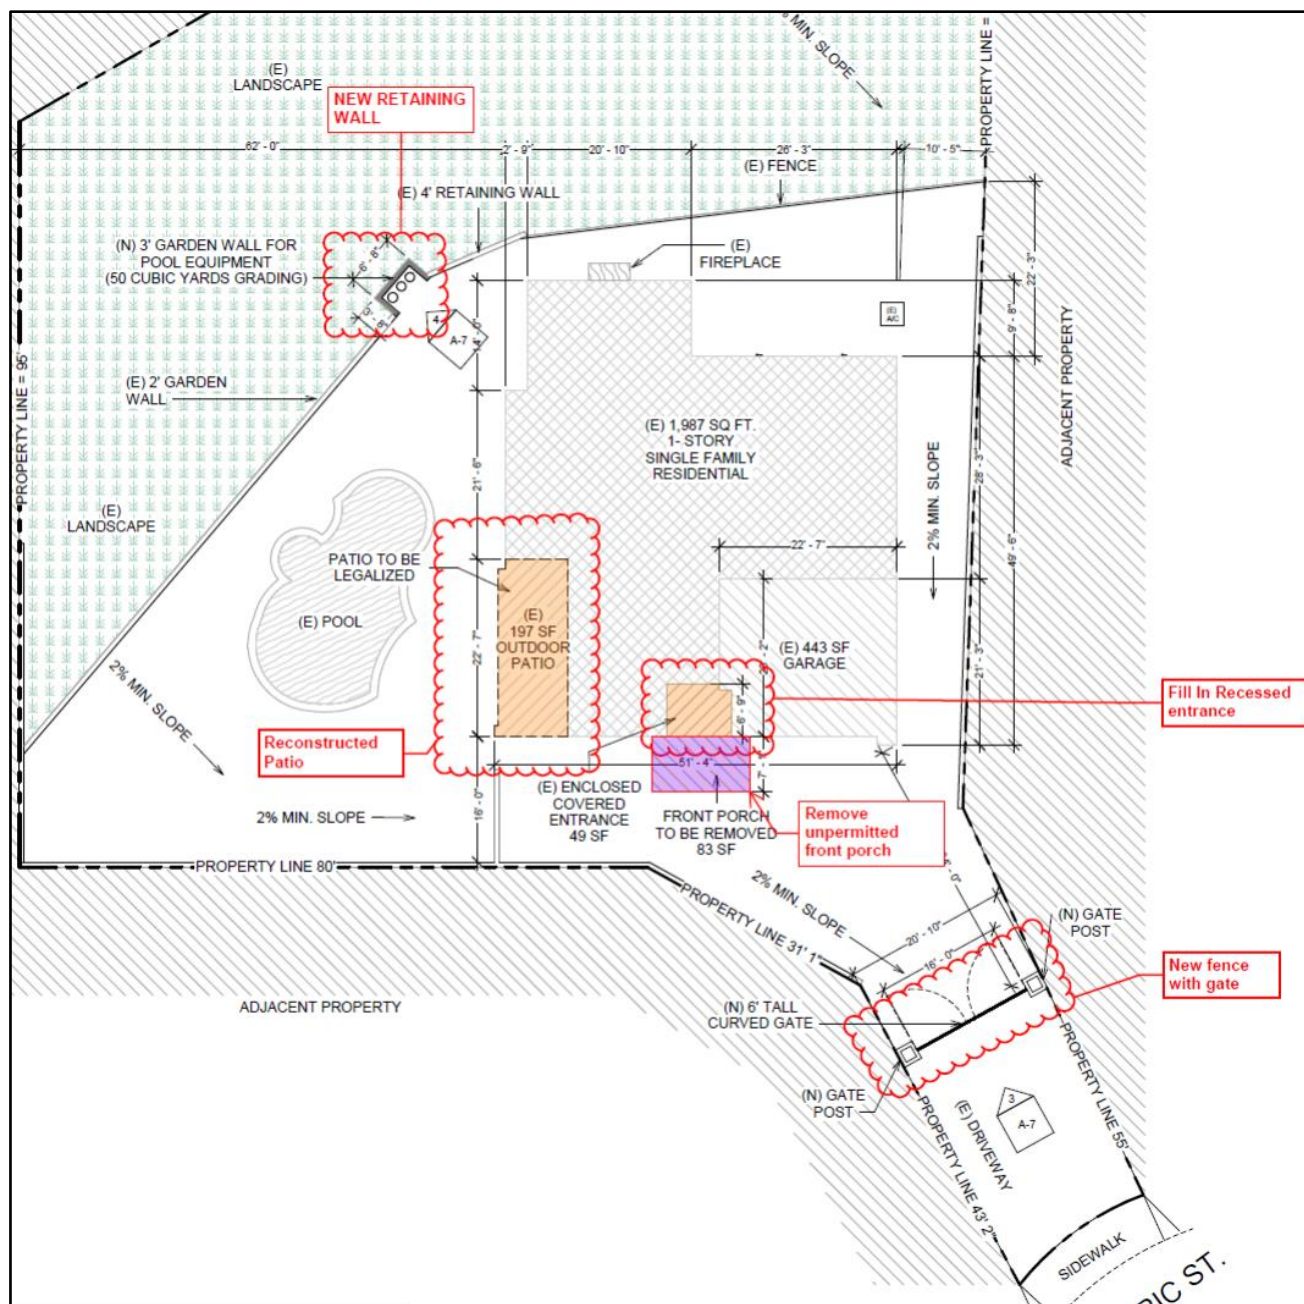 (E)
LANDSCAPE
NEW RETAINING
WALL
% MIN. SLOPE
PROPERTY LINE =
62' - 0"
2' - 9"
20' - 10"
26' - 3"
10' - 5"
(E) FENCE
(E) 4' RETAINING WALL
(N) 3' GARDEN WALL FOR
POOL EQUIPMENT
(50 CUBIC YARDS GRADING)
6' - 8"
3' - 8"
(E)
FIREPLACE
4
A-7
(E)
A/C
22' - 3"
9' - 8"
ADJACENT PROPERTY
PROPERTY LINE = 95'
(E) 2' GARDEN
WALL
(E) 1,987 SQ FT.
1- STORY
SINGLE FAMILY
RESIDENTIAL
21' - 6"
2% MIN. SLOPE
28' - 3"
49' - 6"
(E)
LANDSCAPE
22' - 7"
PATIO TO BE
LEGALIZED
(E) POOL
(E)
197 SF
OUTDOOR
PATIO
22' - 7"
(E) 443 SF
GARAGE
21' - 3"
6' - 9"
Fill In Recessed
entrance
2% MIN. SLOPE
Reconstructed
Patio
51' - 4"
(E) ENCLOSED
COVERED
ENTRANCE
49 SF
FRONT PORCH
TO BE REMOVED
83 SF
Remove
unpermitted
front porch
16' - 0"
2% MIN. SLOPE
PROPERTY LINE 80'
PROPERTY LINE 31' 1"
2% MIN. SLOPE
20' - 10"
16' - 0"
(N) GATE
POST
New fence
with gate
ADJACENT PROPERTY
(N) 6' TALL
CURVED GATE
(N) GATE
POST
PROPERTY LINE 55'
3
A-7
(E) DRIVEWAY
PROPERTY LINE 43' 2"
SIDEWALK
RIC ST.